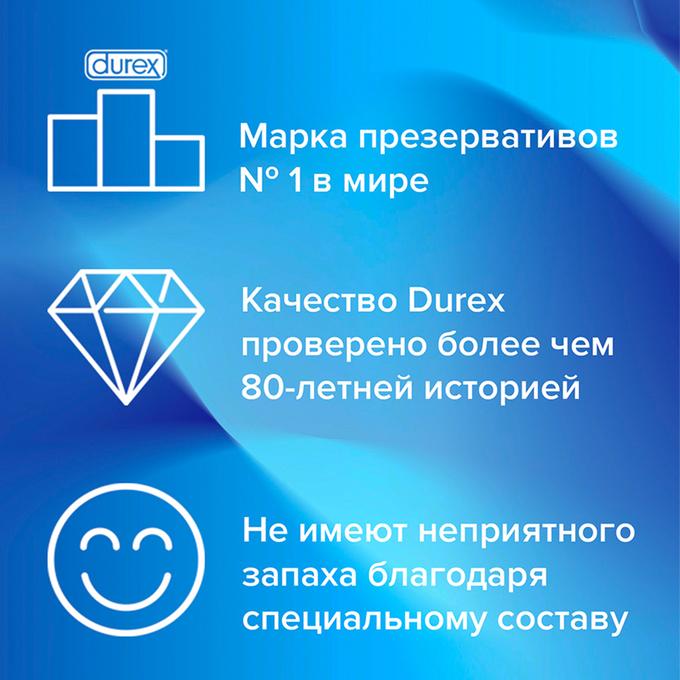 durex
Марка презервативов
№ 1 в мире
Качество Durex
проверено более чем
80-летней историей
Не имеют неприятного
запаха благодаря
специальному составу